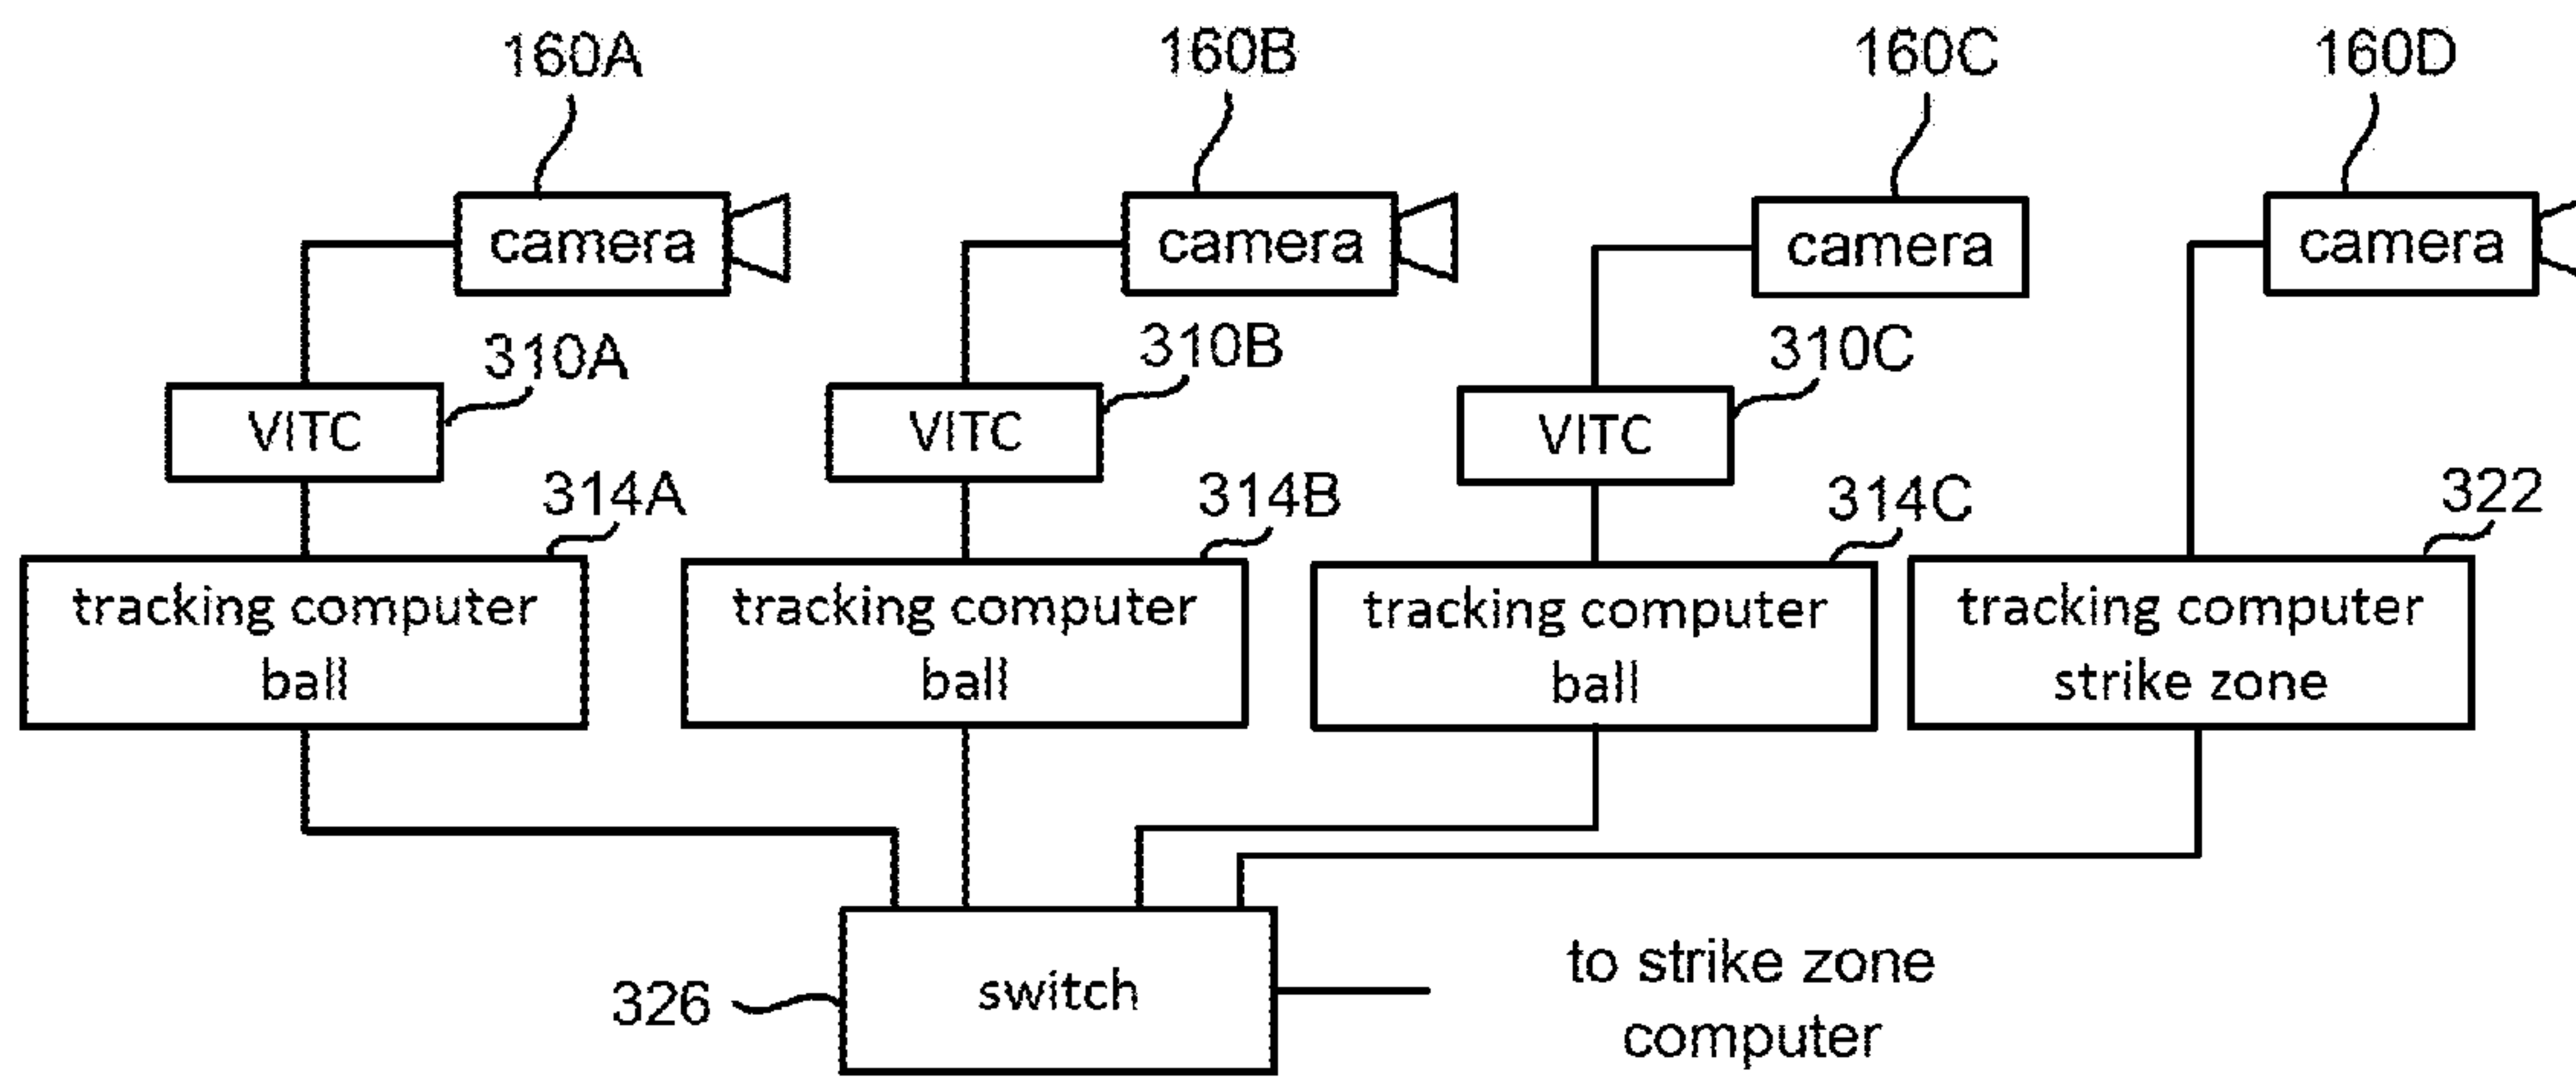 160A
160B
160C
160D
camera
camera
camera
camera
310A
310B
310C
VITC
VITC
VITC
314A
314B
314C
322
tracking computer
ball
tracking computer
ball
tracking computer
ball
tracking computer
strike zone
326
switch
to strike zone
computer